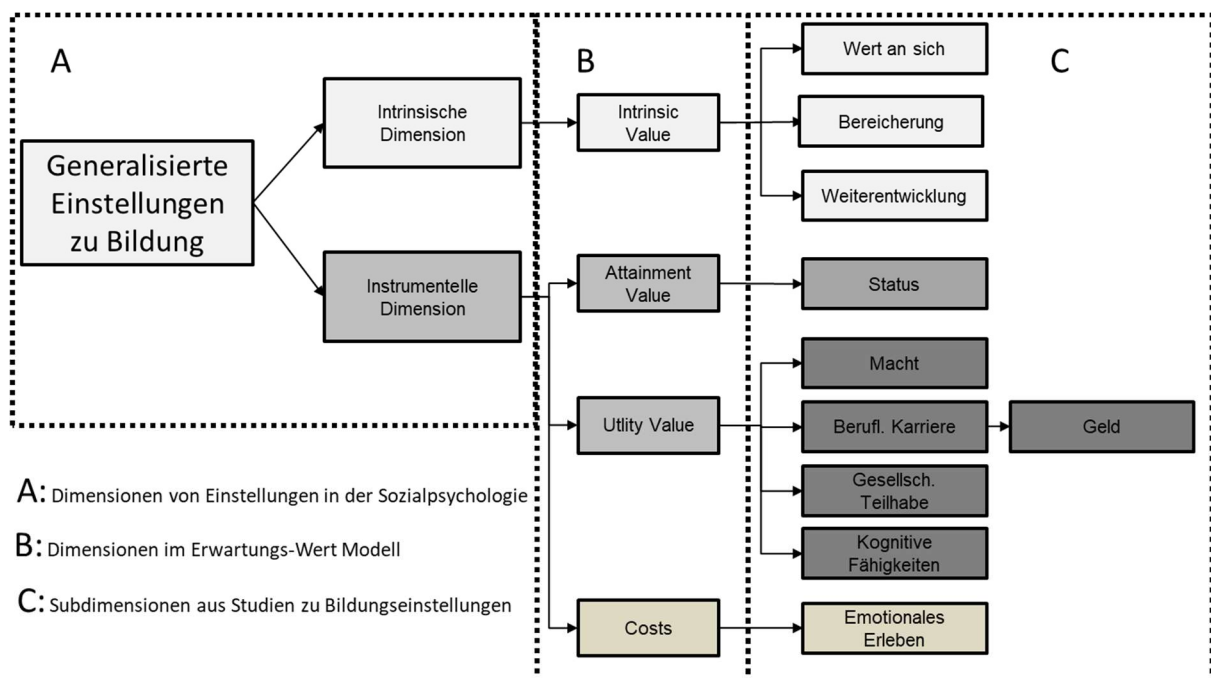 A
Generalisierte
Einstellungen
zu Bildung
Intrinsische
Dimension
Instrumentelle
Dimension
B
Intrinsic
Value
Attainment
Value
Utlity Value
Costs
C
Wert an sich
Bereicherung
Weiterentwicklung
Status
Macht
Berufl. Karriere
Geld
Gesellsch.
Teilhabe
Kognitive
Fähigkeiten
Emotionales
Erleben
A: Dimensionen von Einstellungen in der Sozialpsychologie
B: Dimensionen im Erwartungs-Wert Modell
C: Subdimensionen aus Studien zu Bildungseinstellungen